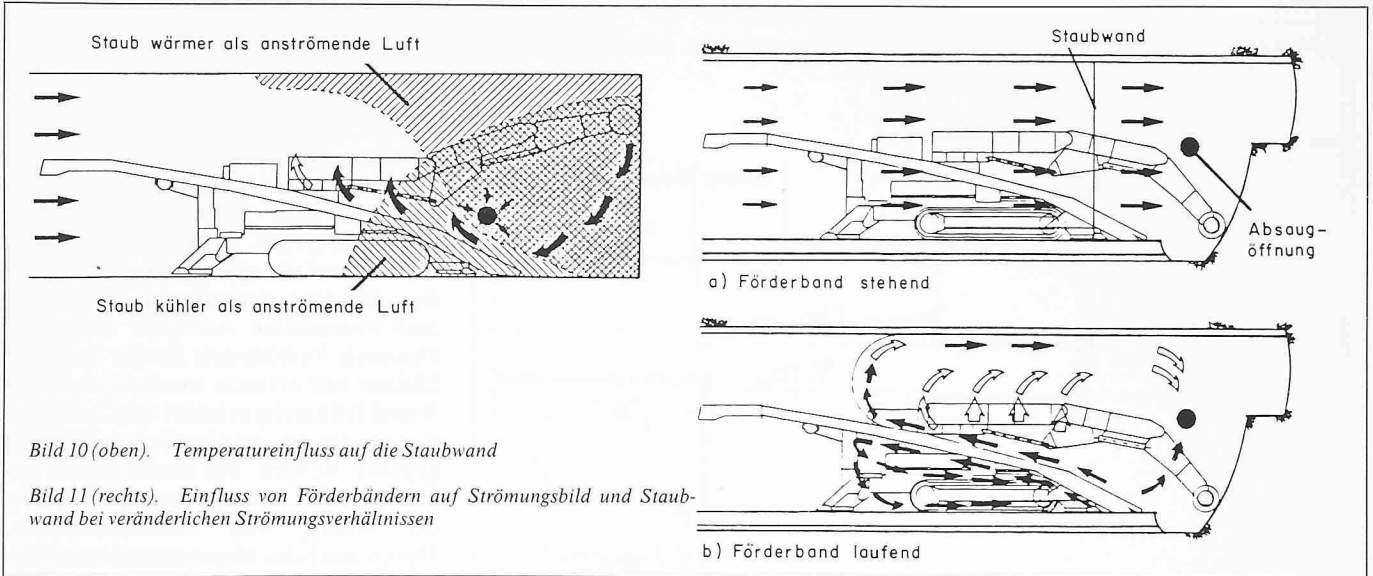 Staub wärmer als anströmende Luft
Staub kühler als anströmende Luft
Bild 10 (oben). Temperatureinfluss auf die Staubwand
Bild 11 (rechts). Einfluss von Förderbändern auf Strömungsbild und Staub-
wand bei veränderlichen Strömungsverhältnissen
Staubwand
Absaug-
öffnung
a) Förderband stehend
b) Förderband laufend